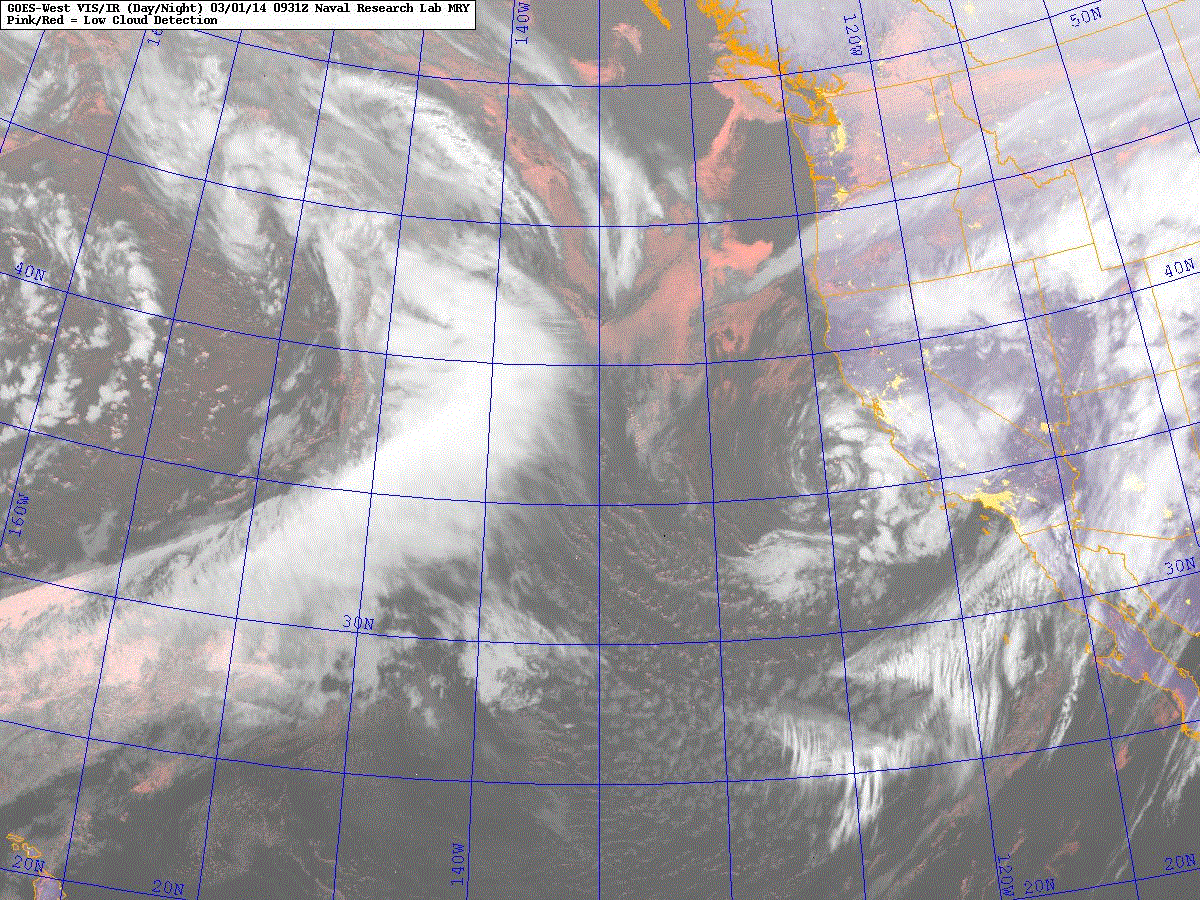 GOES-West VIS/IR (Day/Night) 03/01/14 0931Z Naval Research Lab MRY
Pink/Red = Low Cloud Detection
140W
120W
50N
40N
40N
160W
30N
30N
140W
120W
20N
20N
20N
20N